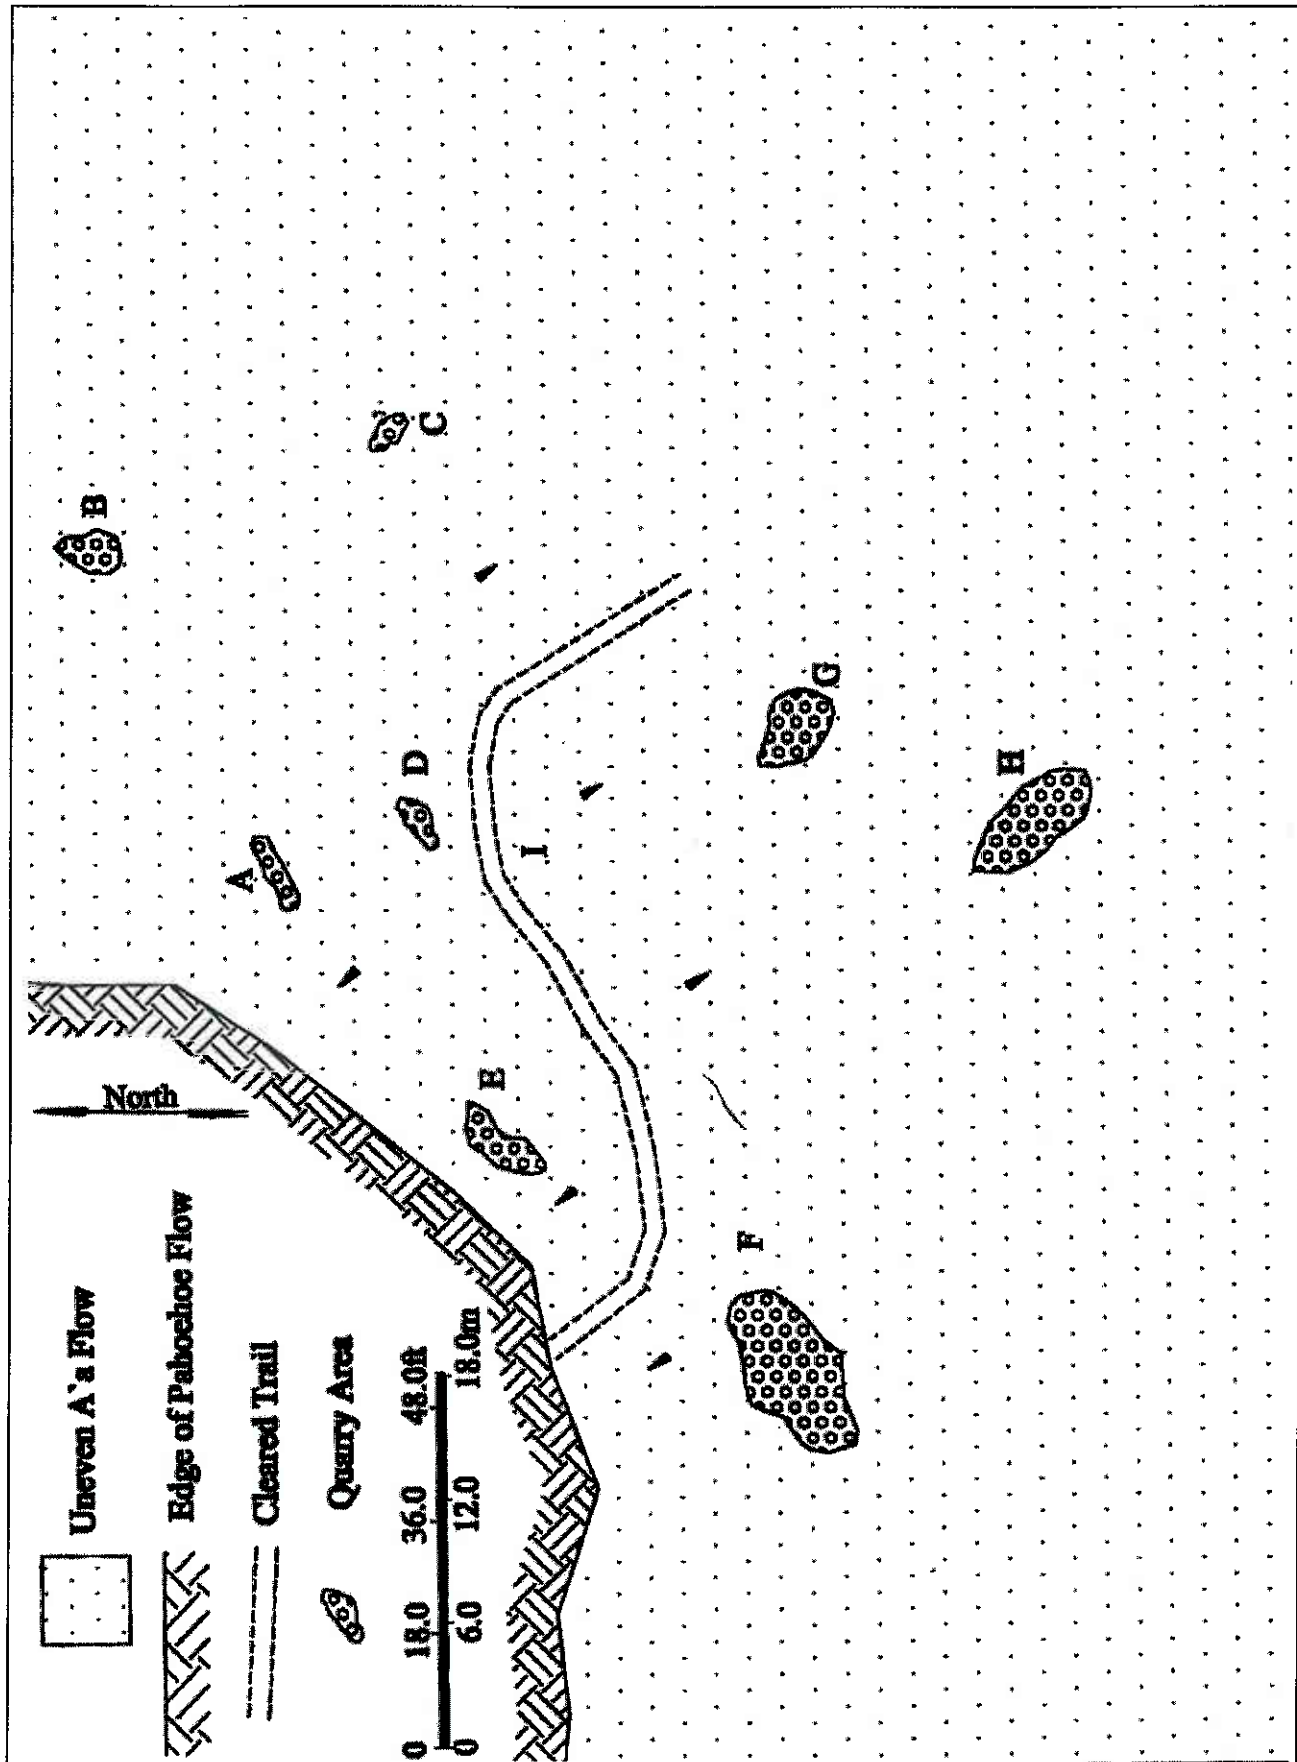 Uneven A`a Flow
Edge of Pahoehoe Flow
Cleared Trail
Quarry Area
0 18.0 36.0 48.0ft
0 6.0 12.0 18.0m
North
A
B
C
D
E
F
G
H
I